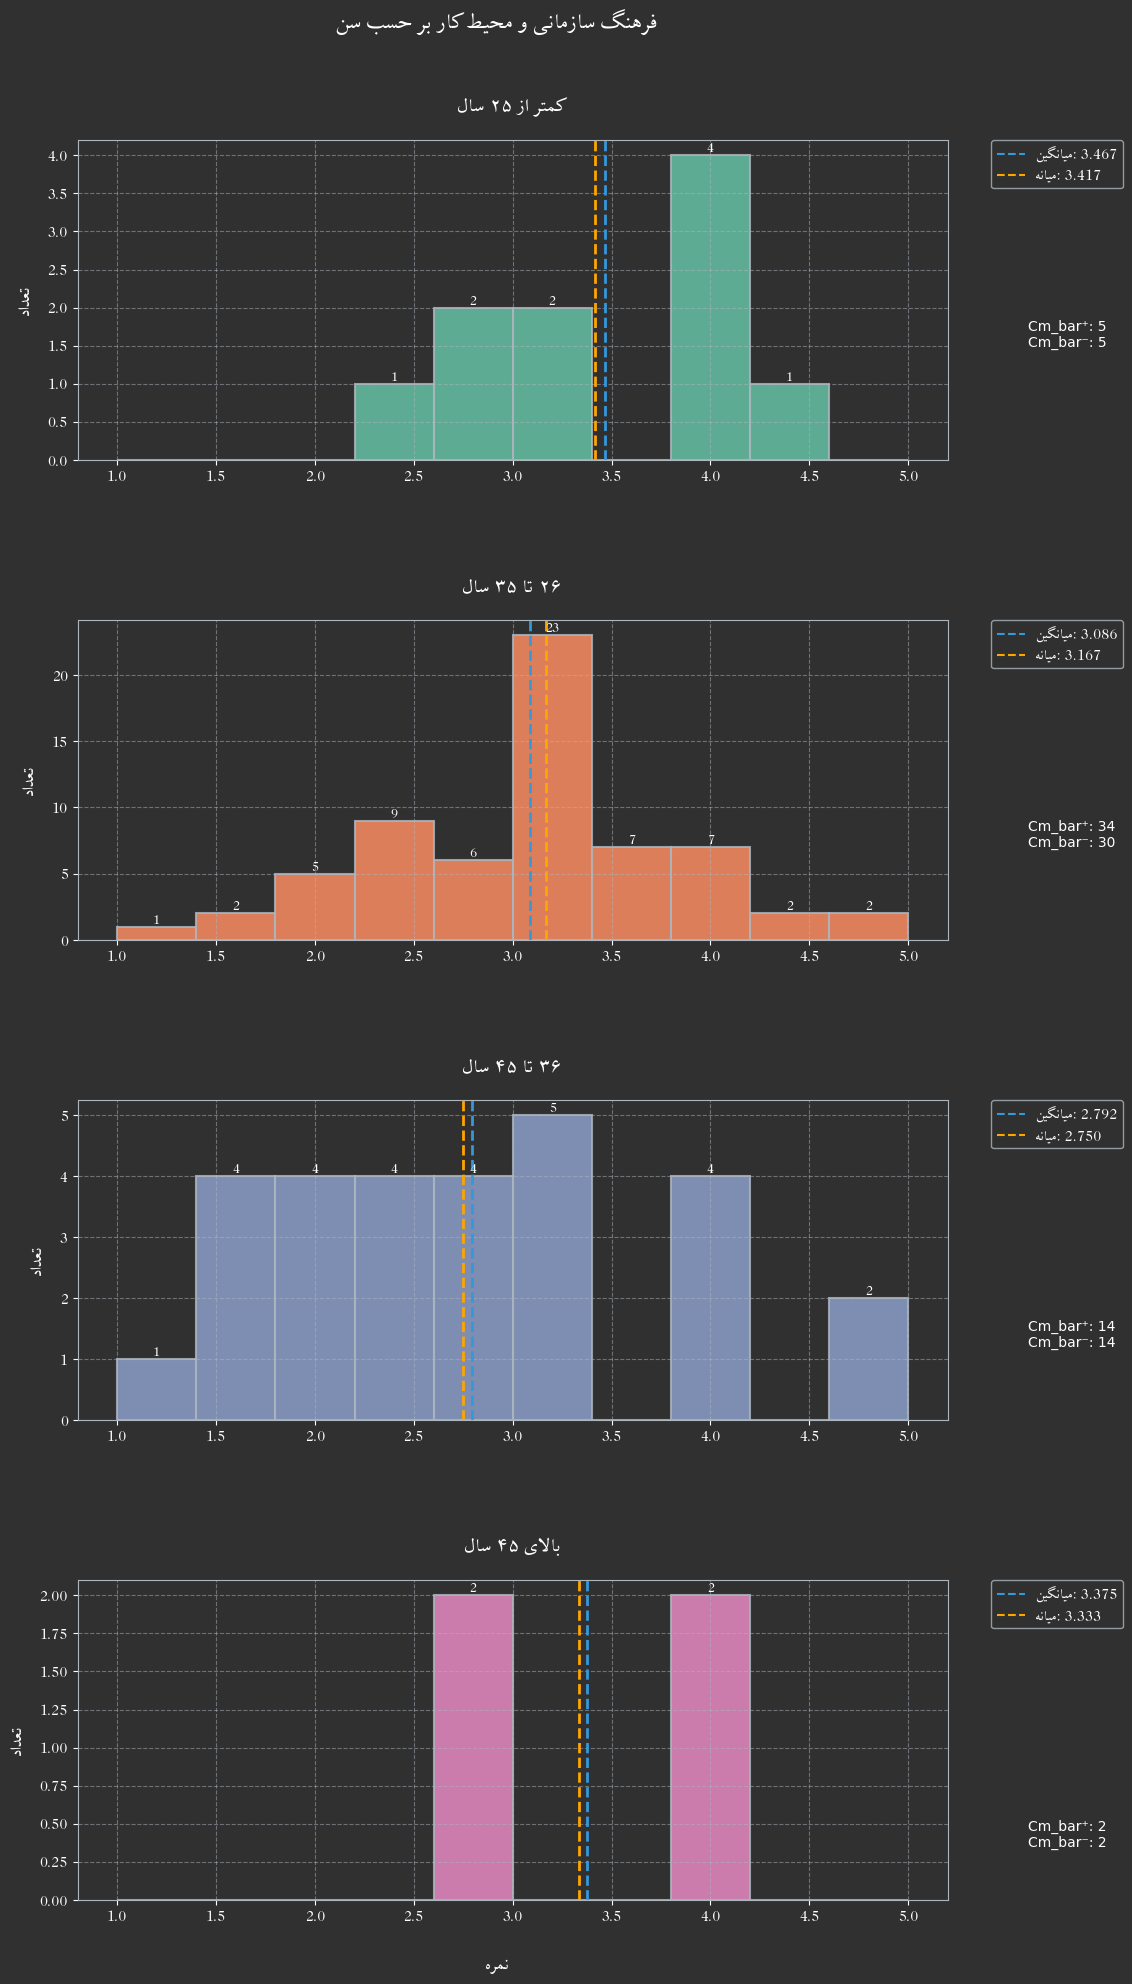 فرهنگ سازمانی و محیط کار بر حسب سن
کمتر از ۲۵ سال
تعداد
4.0
3.5
3.0
2.5
2.0
1.5
1.0
0.5
0.0
1
2
2
4
1
1.0 1.5 2.0 2.5 3.0 3.5 4.0 4.5 5.0
میانگین: 3.467
میانه: 3.417
Cm_bar⁺: 5
Cm_bar⁻: 5
۲۶ تا ۳۵ سال
تعداد
20
15
10
5
0
1
2
5
9
6
23
7
7
2
2
1.0 1.5 2.0 2.5 3.0 3.5 4.0 4.5 5.0
میانگین: 3.086
میانه: 3.167
Cm_bar⁺: 34
Cm_bar⁻: 30
۳۶ تا ۴۵ سال
تعداد
5
4
3
2
1
0
1
4
4
4
4
5
4
2
1.0 1.5 2.0 2.5 3.0 3.5 4.0 4.5 5.0
میانگین: 2.792
میانه: 2.750
Cm_bar⁺: 14
Cm_bar⁻: 14
بالای ۴۵ سال
تعداد
2.00
1.75
1.50
1.25
1.00
0.75
0.50
0.25
0.00
2
2
1.0 1.5 2.0 2.5 3.0 3.5 4.0 4.5 5.0
میانگین: 3.375
میانه: 3.333
Cm_bar⁺: 2
Cm_bar⁻: 2
نمره